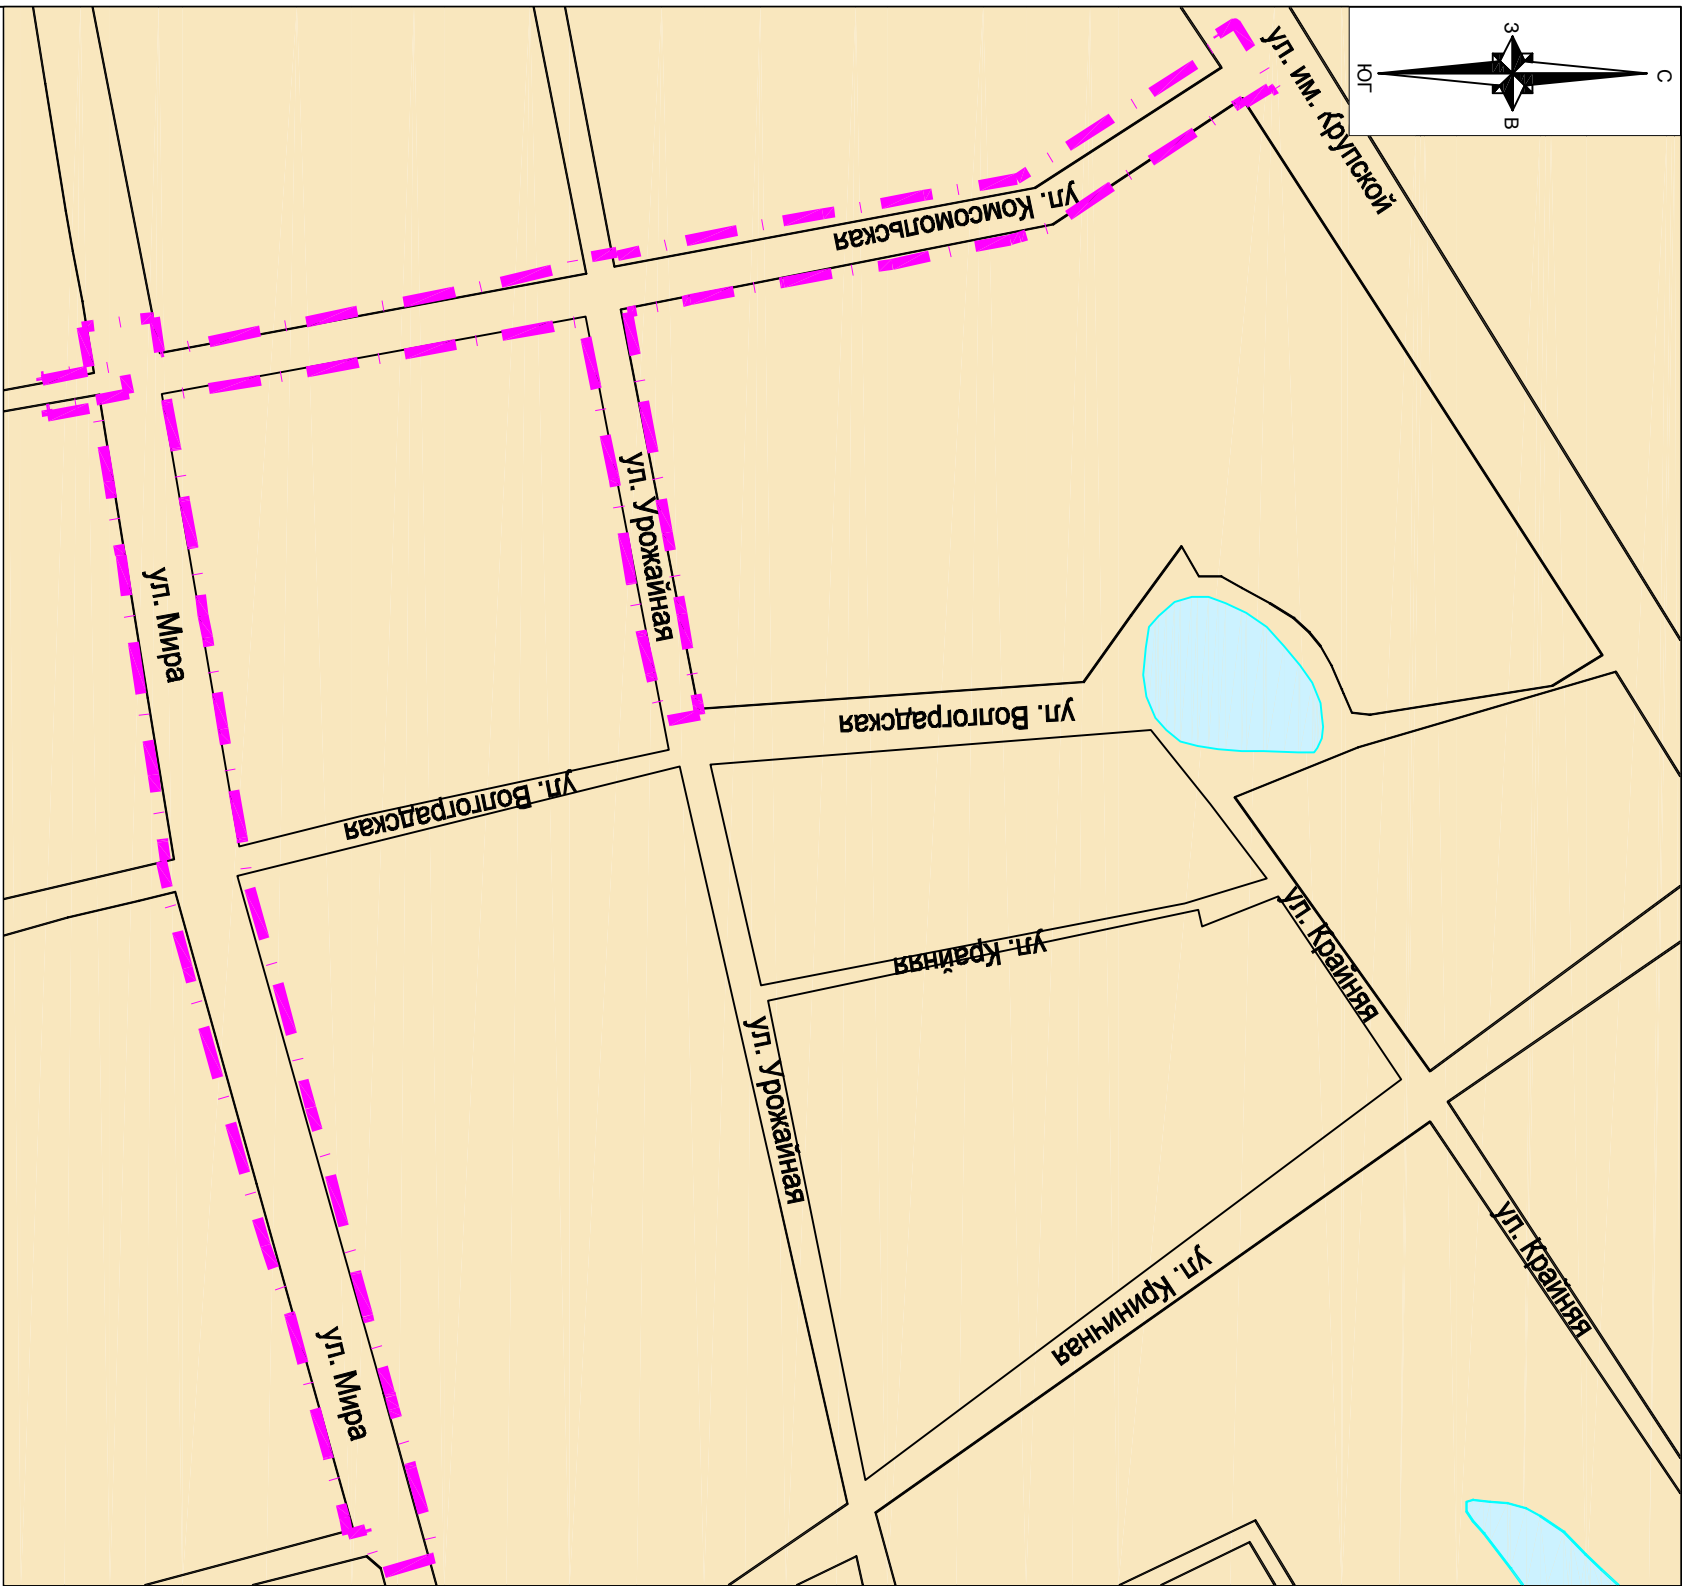 З
С
Ю
В
ул. им. Крупской
ул. Комсомольская
ул. Урожайная
ул. Мира
ул. Волгоградская
ул. Волгоградская
ул. Крайняя
ул. Крайняя
ул. Урожайная
ул. Криничная
ул. Крайняя
ул. Мира